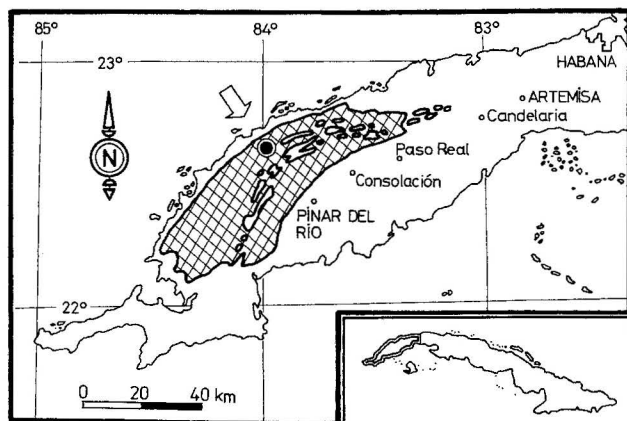 85°
84°
83°
23°
HABANA
ARTEMISA
Candelaria
Paso Real
Consolación
N
PINAR DEL
RÍO
22°
0 20 40 km